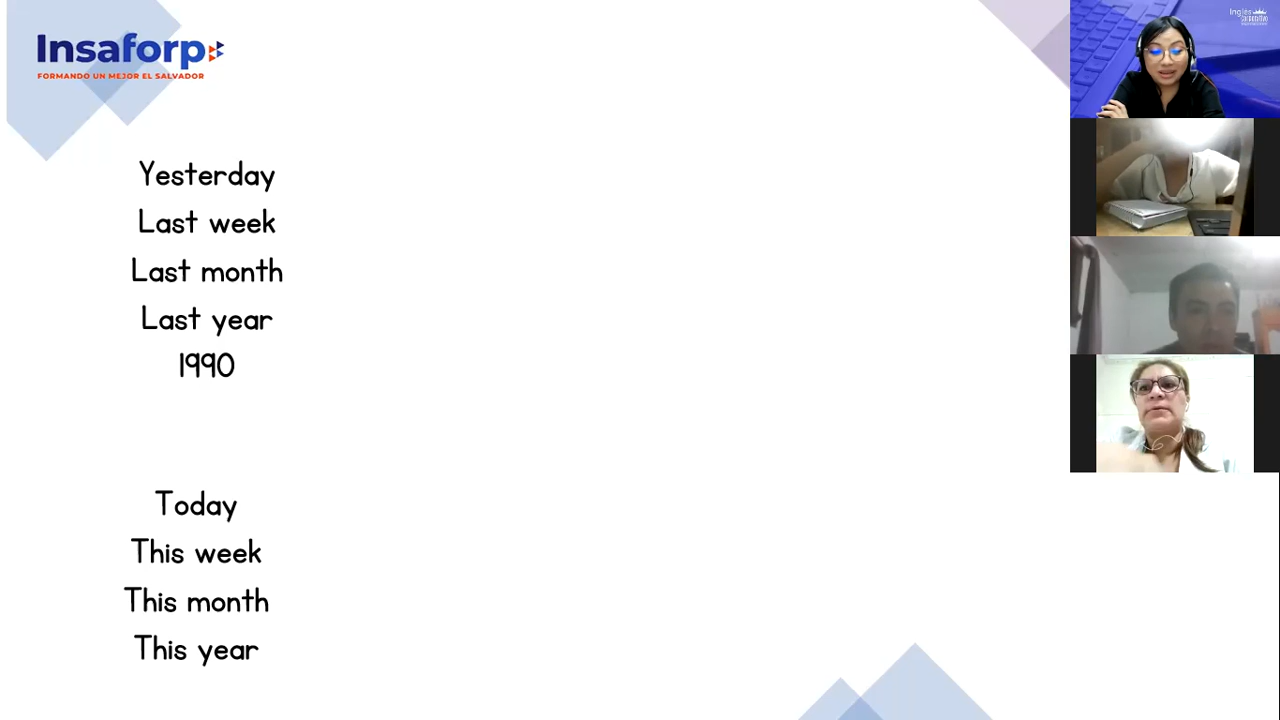 Insaforp
FORMANDO UN MEJOR EL SALVADOR
Yesterday
Last week
Last month
Last year
1990
Today
This week
This month
This year
Inglés